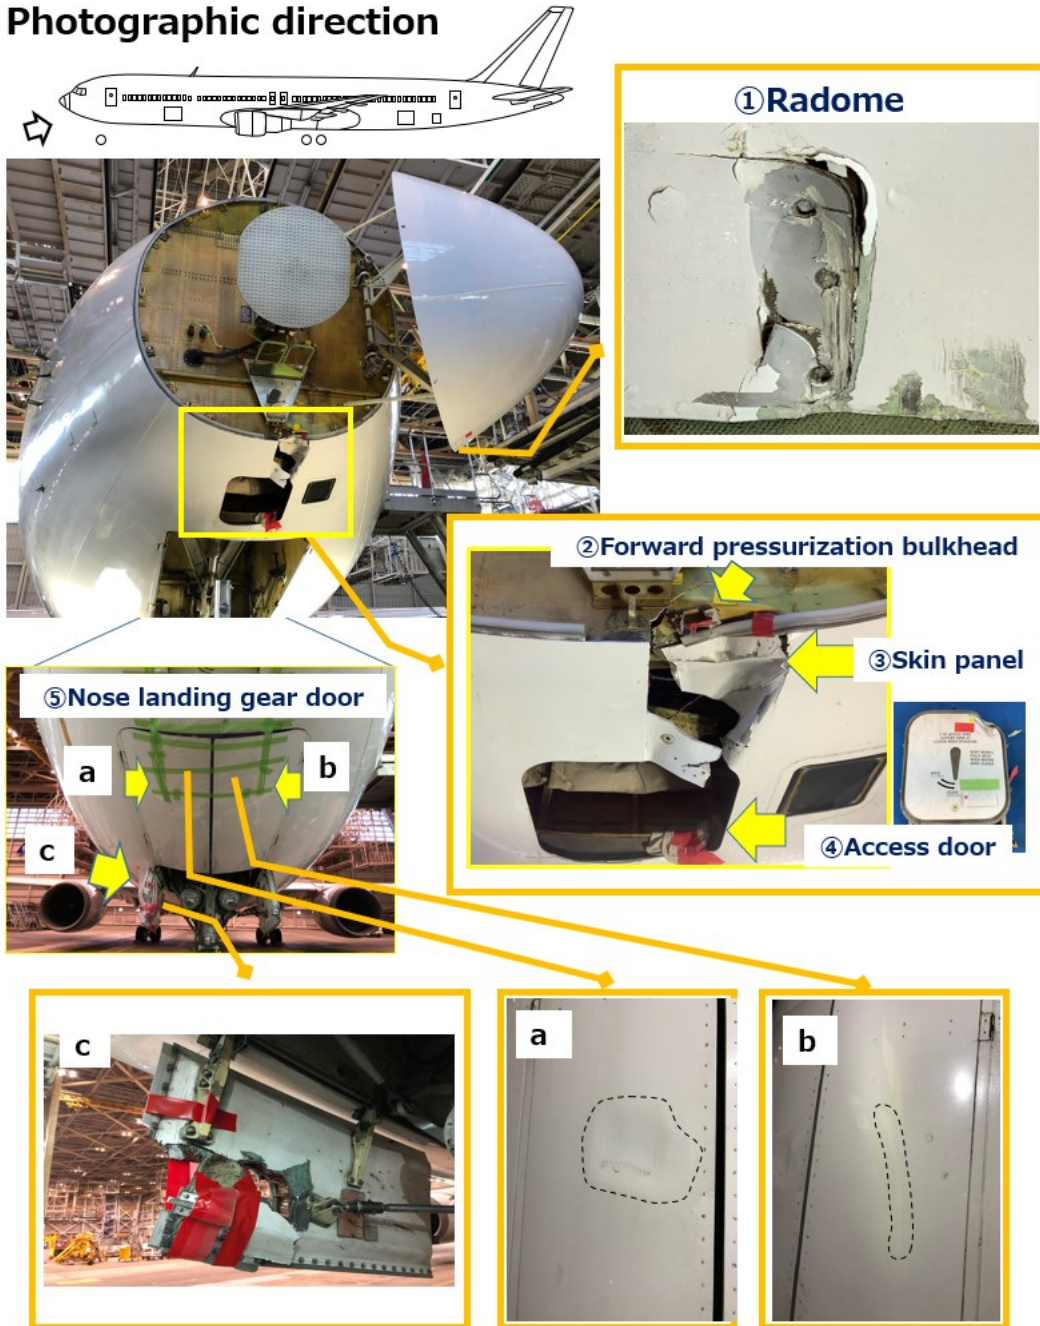 Photographic direction
①Radome
②Forward pressurization bulkhead
③Skin panel
④Access door
⑤Nose landing gear door
a
b
c
c
a
b